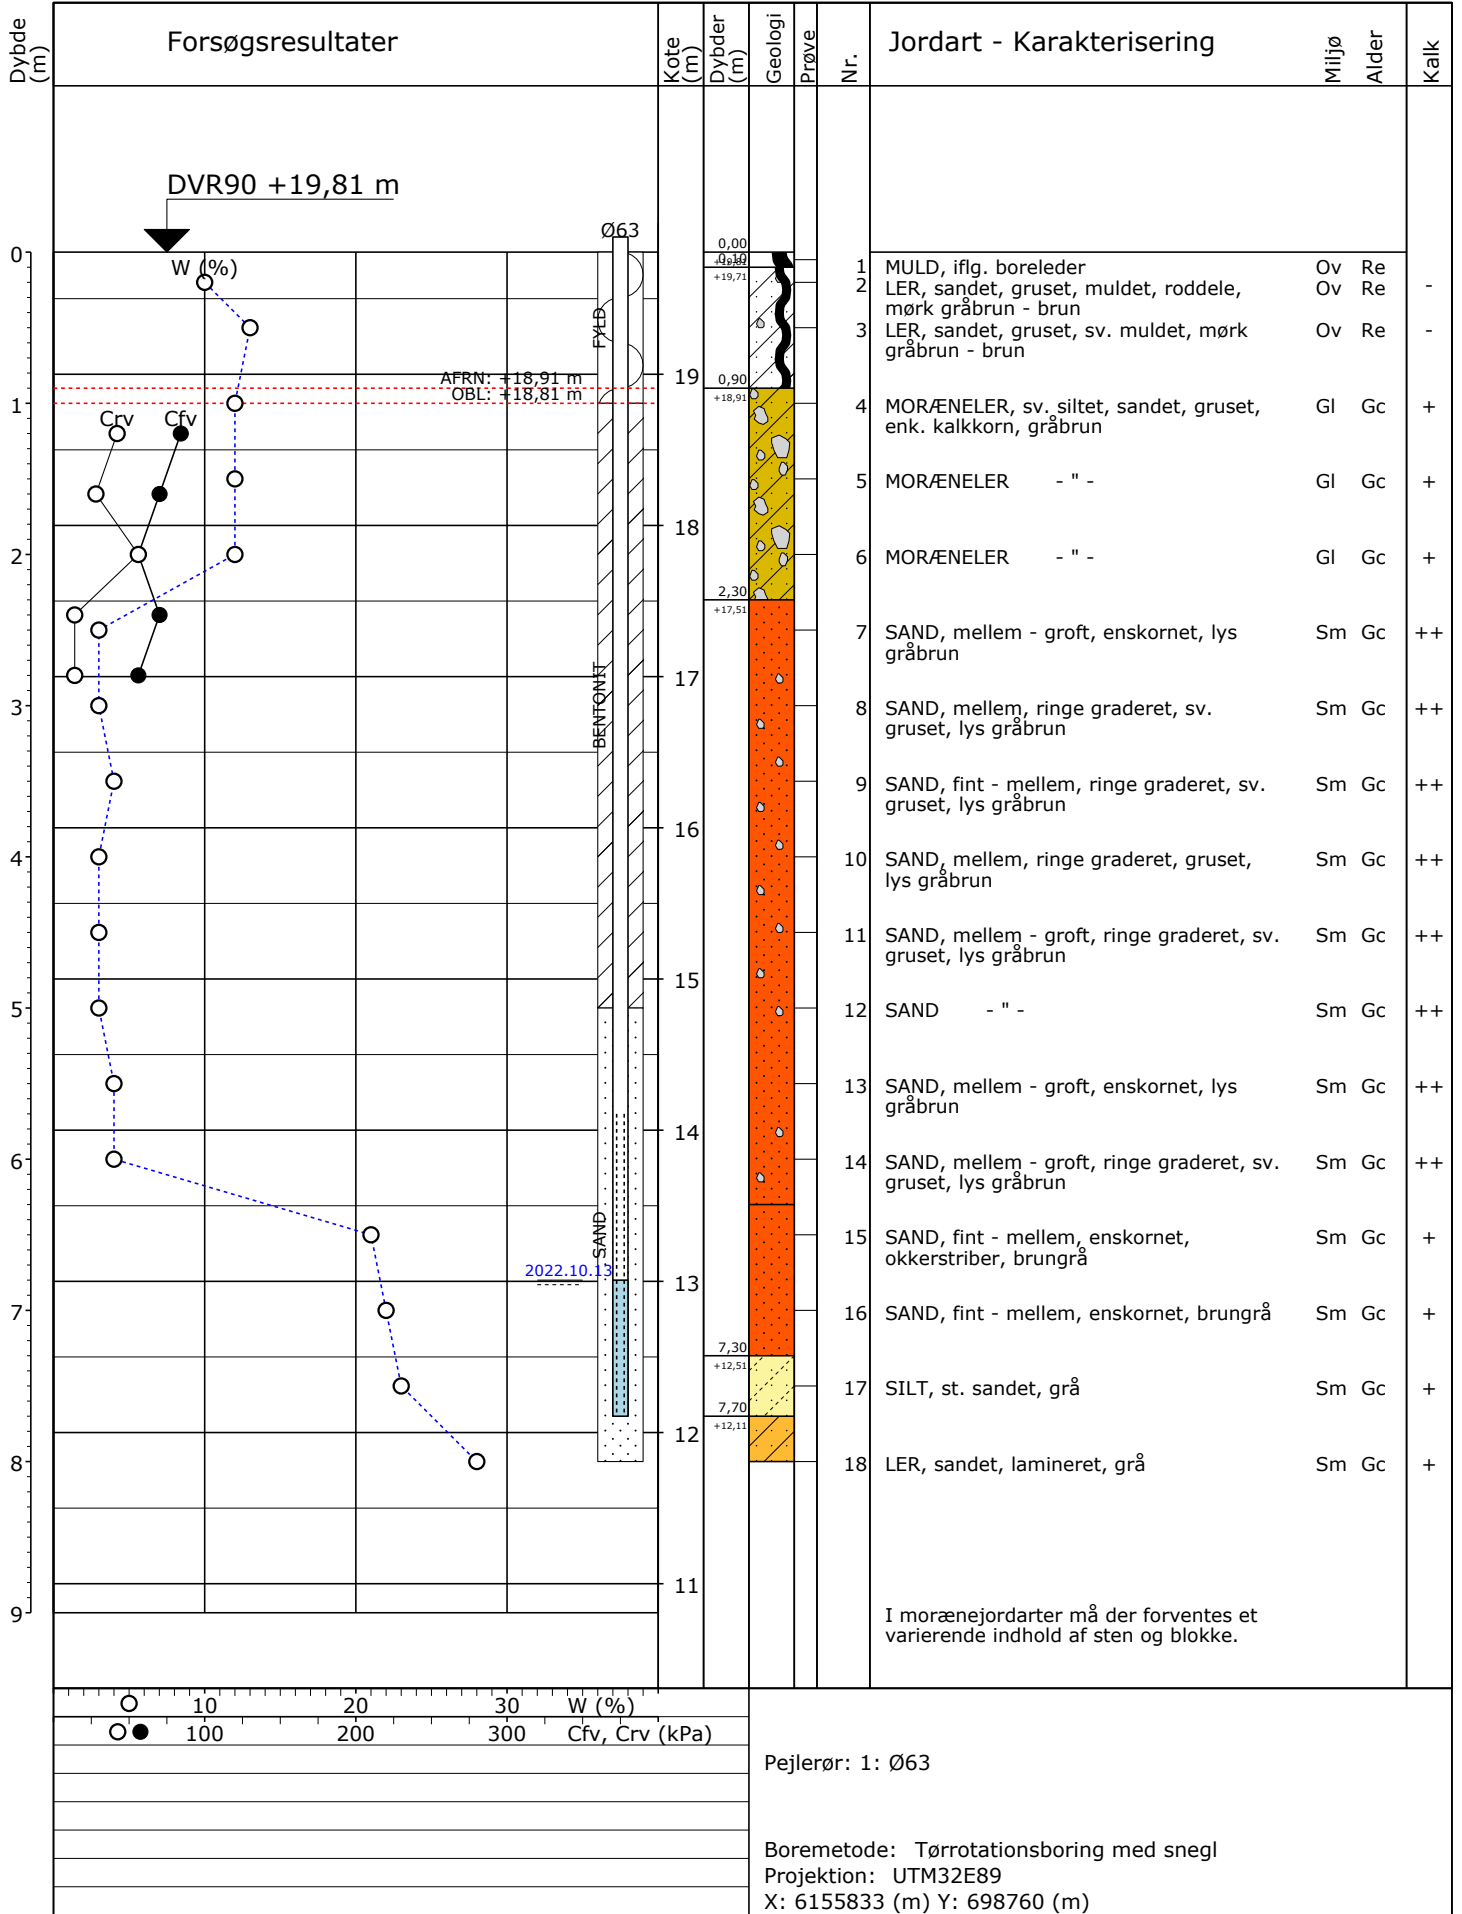 Dybde
(m)
Forsøgsresultater
Kote
(m)
Dybder
(m)
Geologi
Prøve
Nr.
Jordart - Karakterisering
Miljø
Alder
Kalk
DVR90 +19,81 m
Ø63
W (%)
0
1
2
3
4
5
6
7
8
9
Crv
Cfv
AFRN: +18,91 m
OBL: +18,81 m
FYLD
BENTONIT
SAND
2022.10.13
19
18
17
16
15
14
13
12
11
0,00
0,10
+19,81
+19,71
0,90
+18,91
2,30
+17,51
7,30
+12,51
7,70
+12,11
1 MULD, iflg. boreleder Ov Re
2 LER, sandet, gruset, muldet, roddele, Ov Re -
mørk gråbrun - brun
3 LER, sandet, gruset, sv. muldet, mørk Ov Re -
gråbrun - brun
4 MORÆNELER, sv. siltet, sandet, gruset, Gl Gc +
enk. kalkkorn, gråbrun
5 MORÆNELER - " - Gl Gc +
6 MORÆNELER - " - Gl Gc +
7 SAND, mellem - groft, enskornet, lys Sm Gc ++
gråbrun
8 SAND, mellem, ringe graderet, sv. Sm Gc ++
gruset, lys gråbrun
9 SAND, fint - mellem, ringe graderet, sv. Sm Gc ++
gruset, lys gråbrun
10 SAND, mellem, ringe graderet, gruset, Sm Gc ++
lys gråbrun
11 SAND, mellem - groft, ringe graderet, sv. Sm Gc ++
gruset, lys gråbrun
12 SAND - " - Sm Gc ++
13 SAND, mellem - groft, enskornet, lys Sm Gc ++
gråbrun
14 SAND, mellem - groft, ringe graderet, sv. Sm Gc ++
gruset, lys gråbrun
15 SAND, fint - mellem, enskornet, Sm Gc +
okkerstriber, brungrå
16 SAND, fint - mellem, enskornet, brungrå Sm Gc +
17 SILT, st. sandet, grå Sm Gc +
18 LER, sandet, lamineret, grå Sm Gc +
I morænejordarter må der forventes et
varierende indhold af sten og blokke.
10 20 30 W (%)
100 200 300 Cfv, Crv (kPa)
Pejlerør: 1: Ø63
Boremetode: Tørrotationsboring med snegl
Projektion: UTM32E89
X: 6155833 (m) Y: 698760 (m)